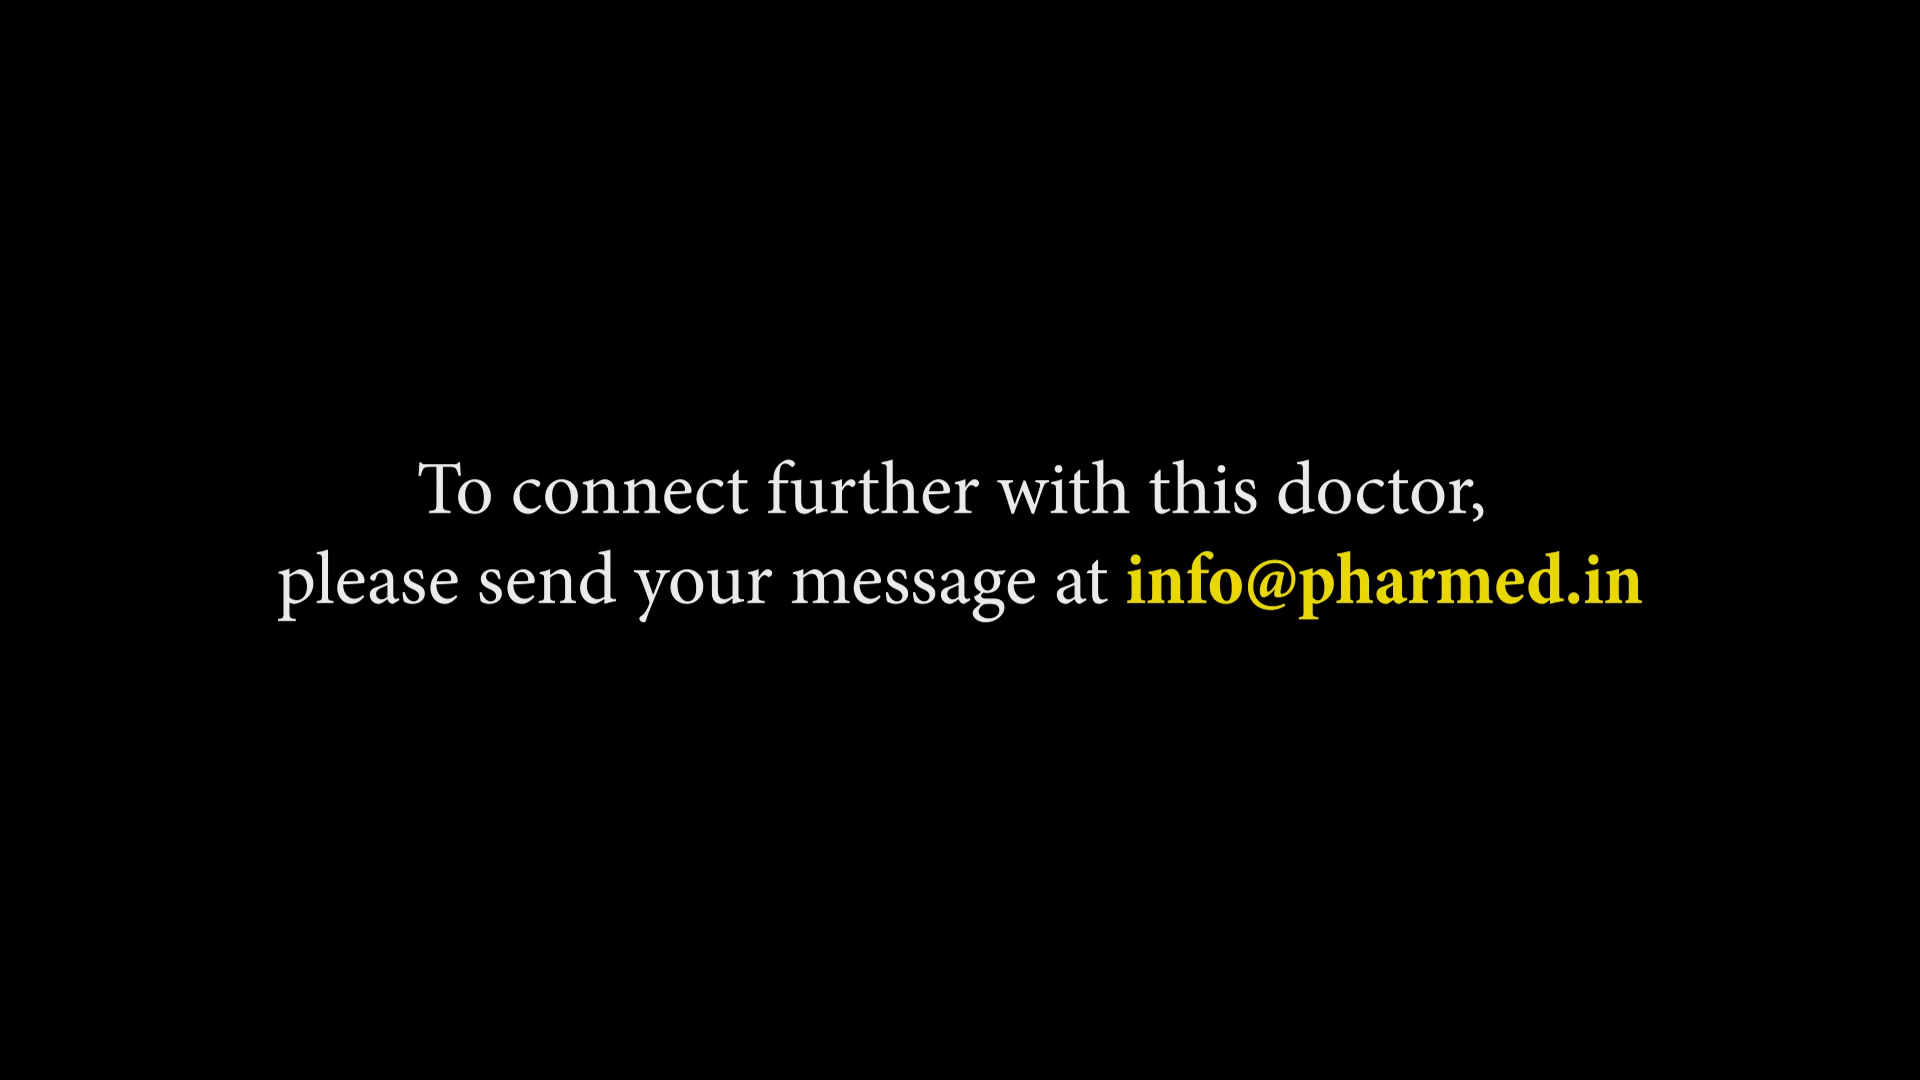 To connect further with this doctor,
please send your message at info@pharmed.in